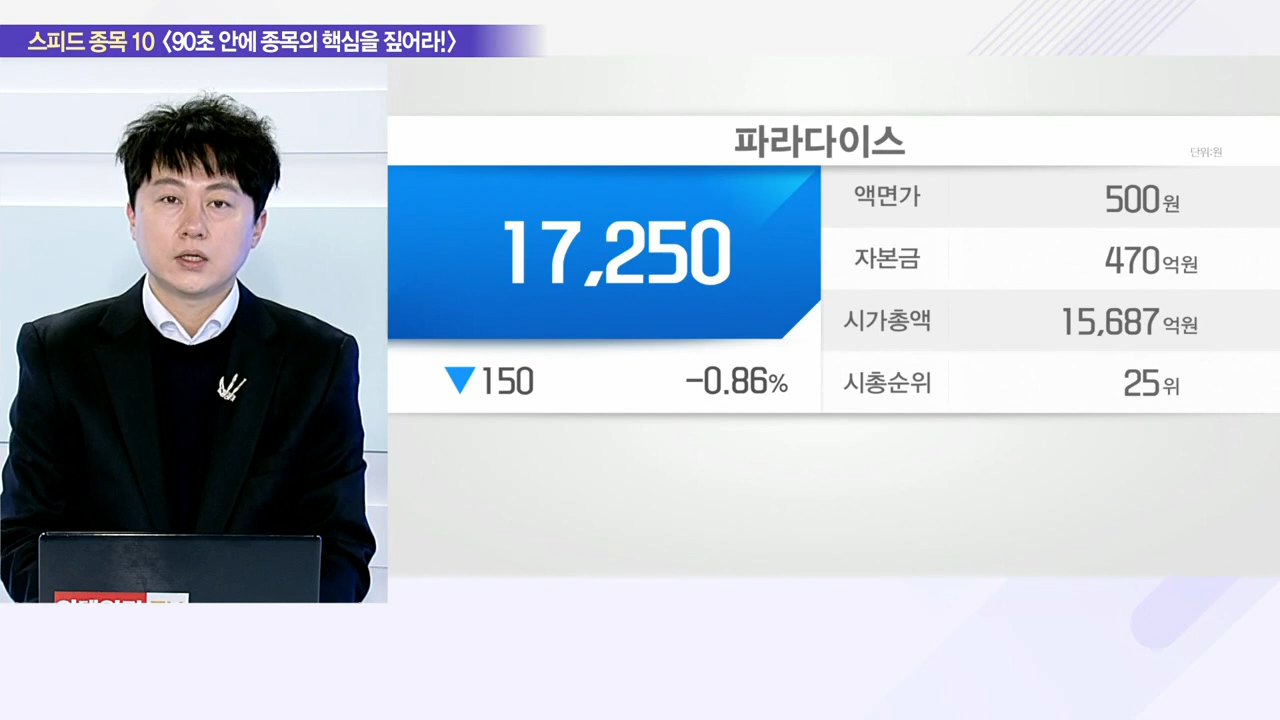 스피드 종목 10 <90초 안에 종목의 핵심을 짚어라!>
파라다이스
단위:원
17,250
▼150 -0.86%
액면가 500원
자본금 470억원
시가총액 15,687억원
시총순위 25위